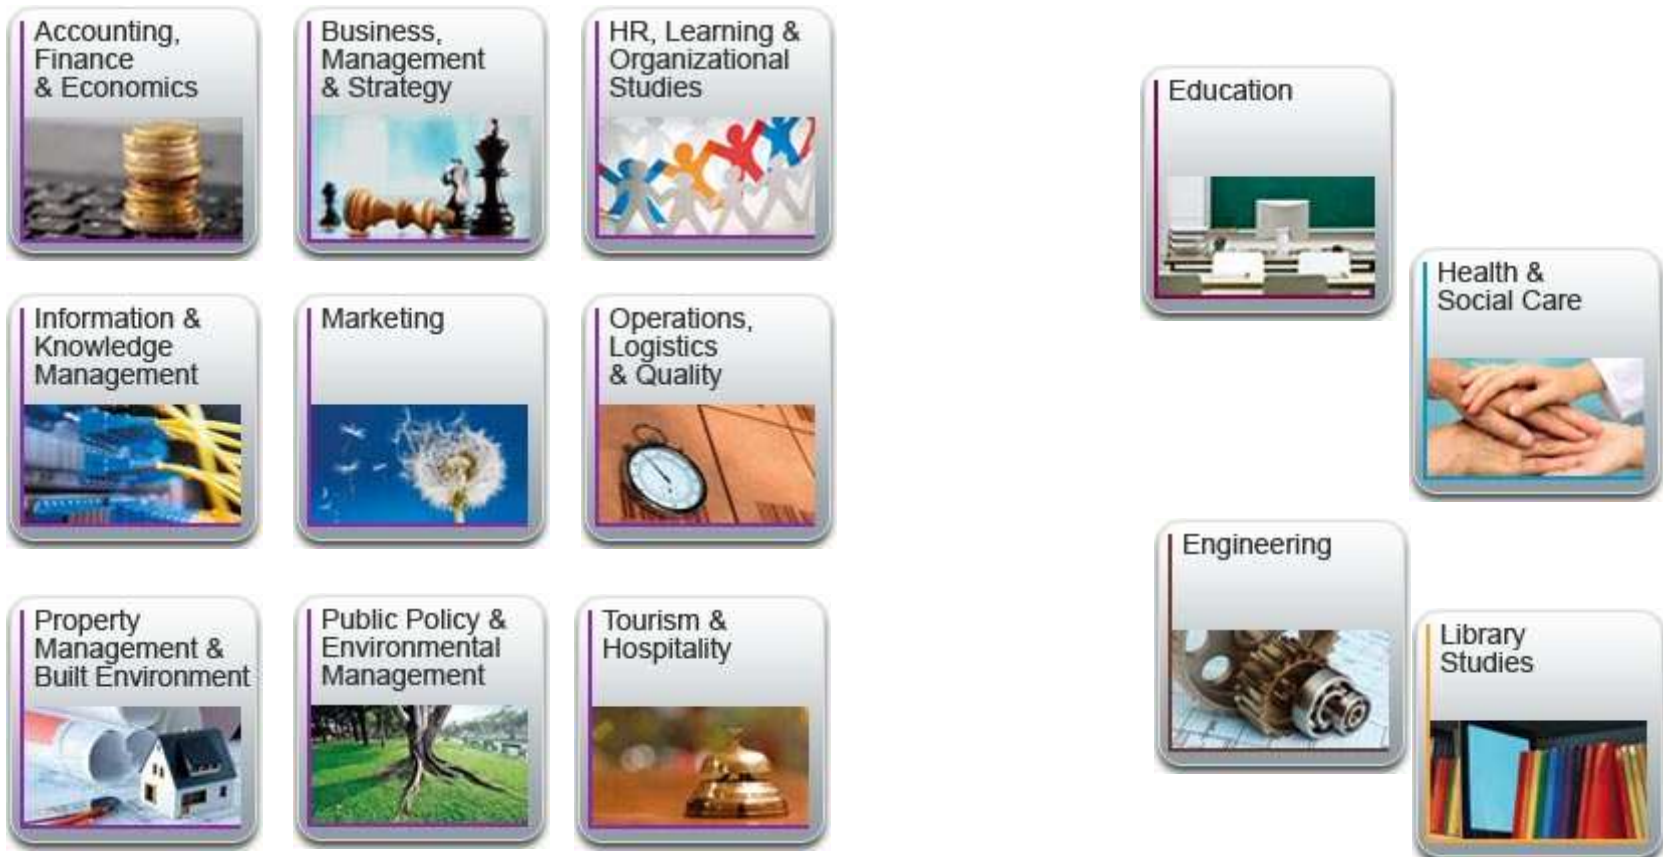 Accounting,
Finance
& Economics
Business,
Management
& Strategy
HR, Learning &
Organizational
Studies
Information &
Knowledge
Management
Marketing
Operations,
Logistics
& Quality
Property
Management &
Built Environment
Public Policy &
Environmental
Management
Tourism &
Hospitality
Education
Health &
Social Care
Engineering
Library
Studies